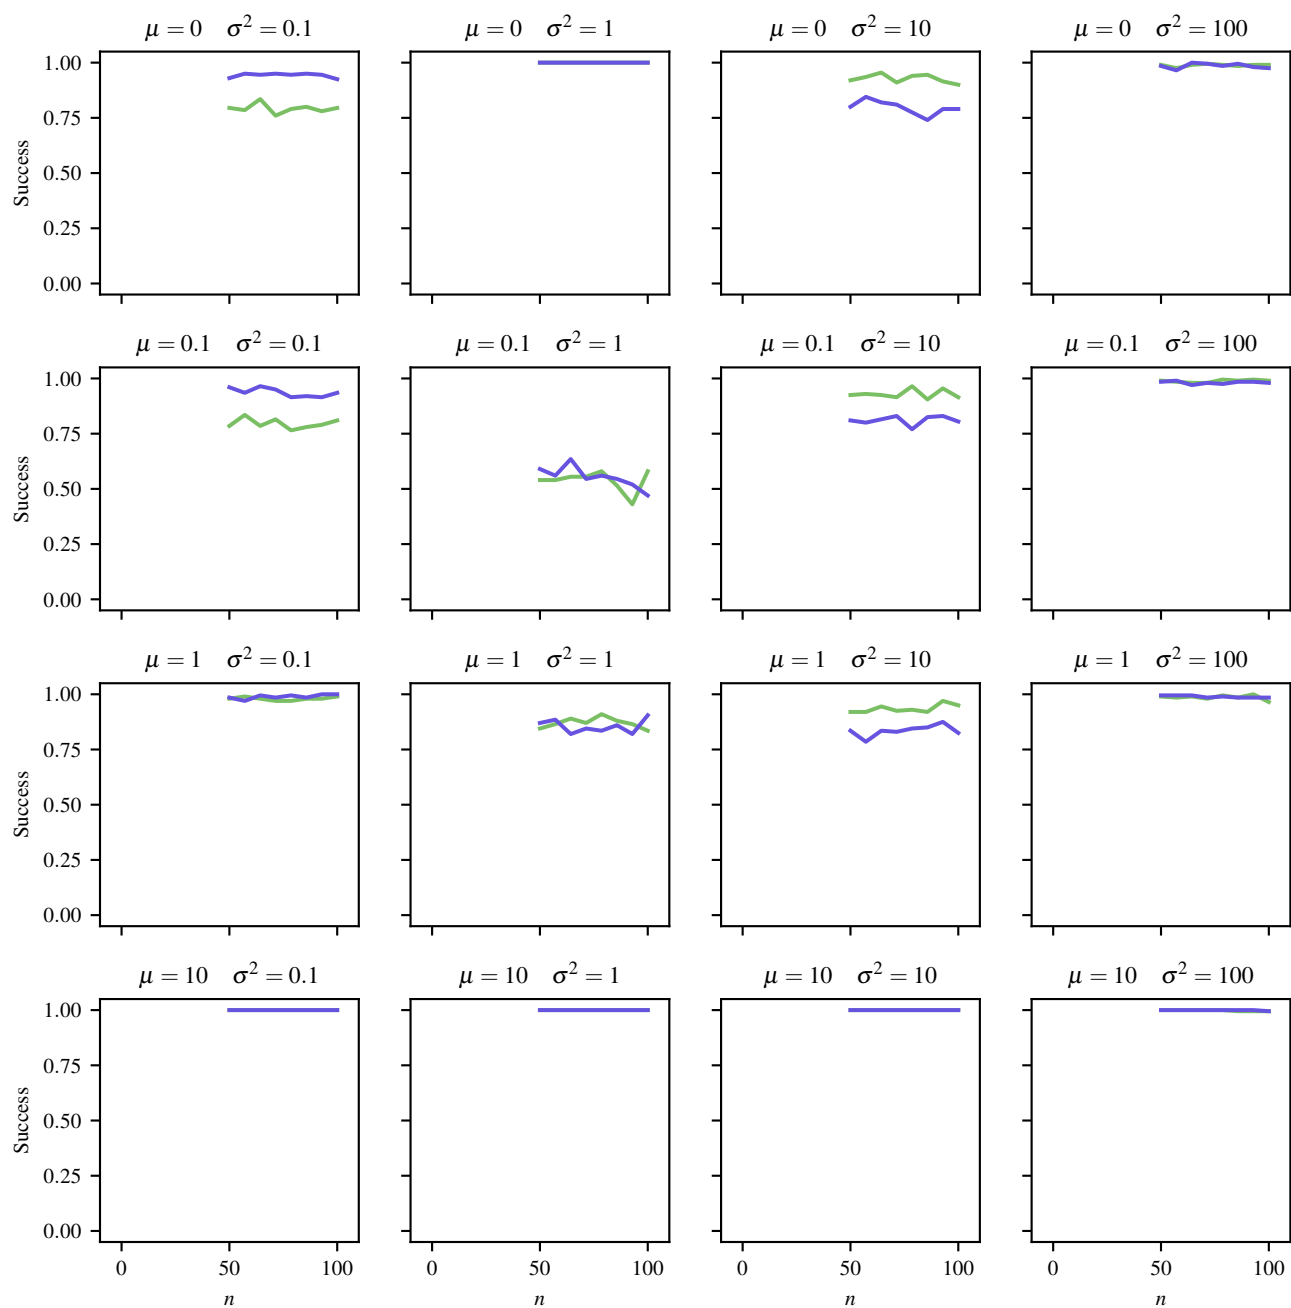 μ = 0 σ² = 0.1
μ = 0 σ² = 1
μ = 0 σ² = 10
μ = 0 σ² = 100
1.00
0.75
0.50
0.25
0.00
Success
μ = 0.1 σ² = 0.1
μ = 0.1 σ² = 1
μ = 0.1 σ² = 10
μ = 0.1 σ² = 100
1.00
0.75
0.50
0.25
0.00
Success
μ = 1 σ² = 0.1
μ = 1 σ² = 1
μ = 1 σ² = 10
μ = 1 σ² = 100
1.00
0.75
0.50
0.25
0.00
Success
μ = 10 σ² = 0.1
μ = 10 σ² = 1
μ = 10 σ² = 10
μ = 10 σ² = 100
1.00
0.75
0.50
0.25
0.00
Success
0 50 100
0 50 100
0 50 100
0 50 100
n
n
n
n